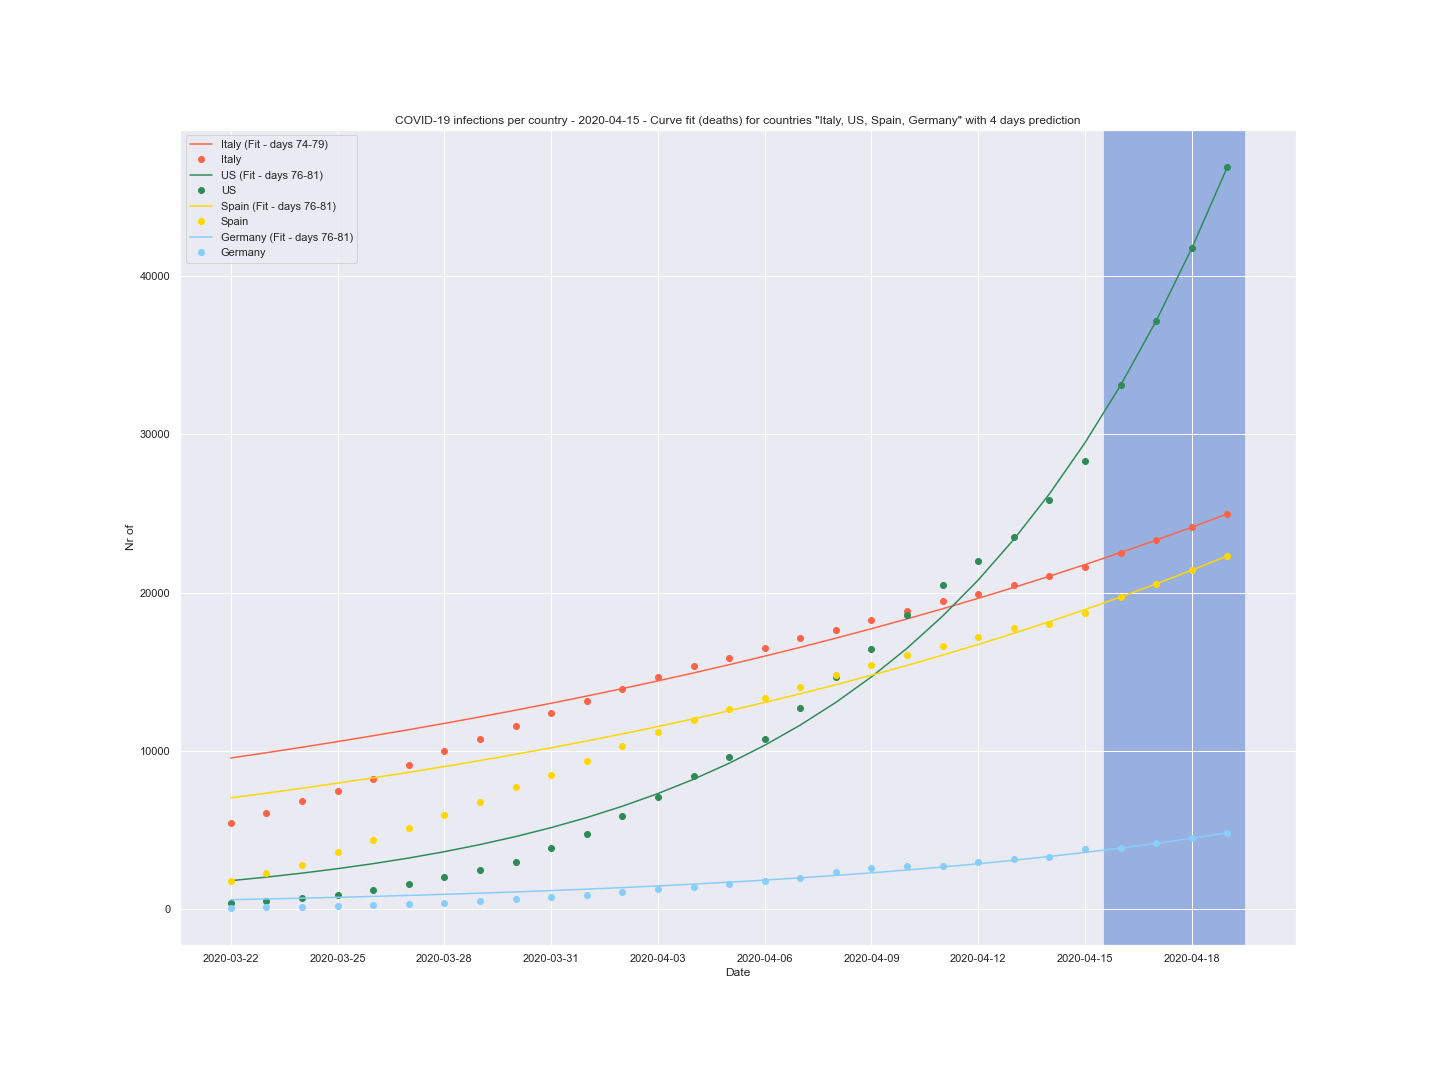 COVID-19 infections per country - 2020-04-15 - Curve fit (deaths) for countries "Italy, US, Spain, Germany" with 4 days prediction
Italy (Fit - days 74-79)
Italy
US (Fit - days 76-81)
US
Spain (Fit - days 76-81)
Spain
Germany (Fit - days 76-81)
Germany
40000
30000
Nr of
20000
10000
0
2020-03-22 2020-03-25 2020-03-28 2020-03-31 2020-04-03 2020-04-06 2020-04-09 2020-04-12 2020-04-15 2020-04-18
Date